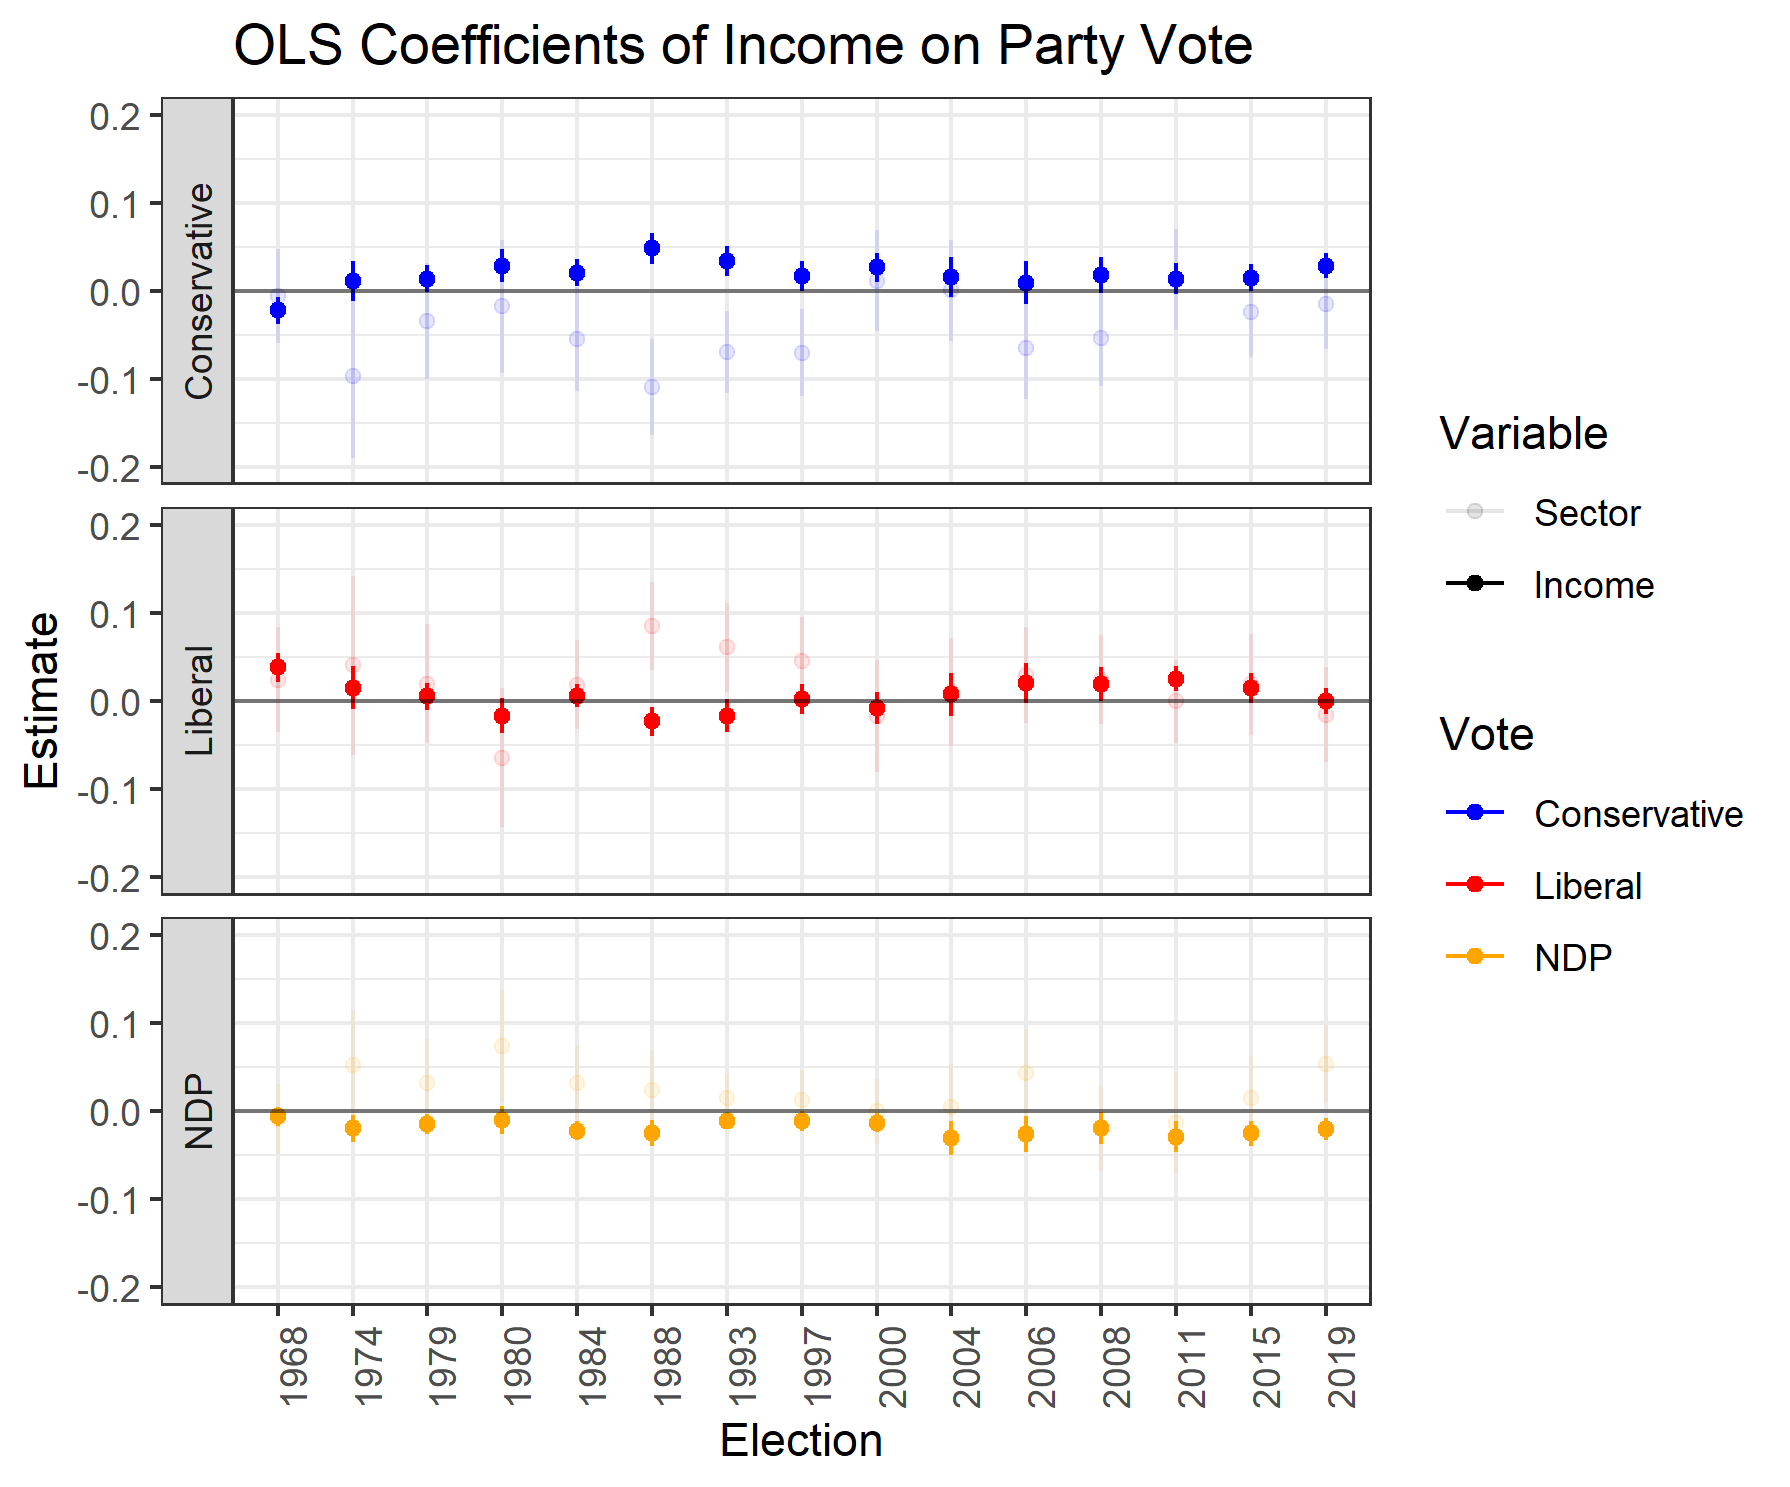 OLS Coefficients of Income on Party Vote
Estimate
Conservative
0.2
0.1
0.0
-0.1
-0.2
Liberal
0.2
0.1
0.0
-0.1
-0.2
NDP
0.2
0.1
0.0
-0.1
-0.2
1968 1974 1979 1980 1984 1988 1993 1997 2000 2004 2006 2008 2011 2015 2019
Election
Variable
Sector
Income
Vote
Conservative
Liberal
NDP